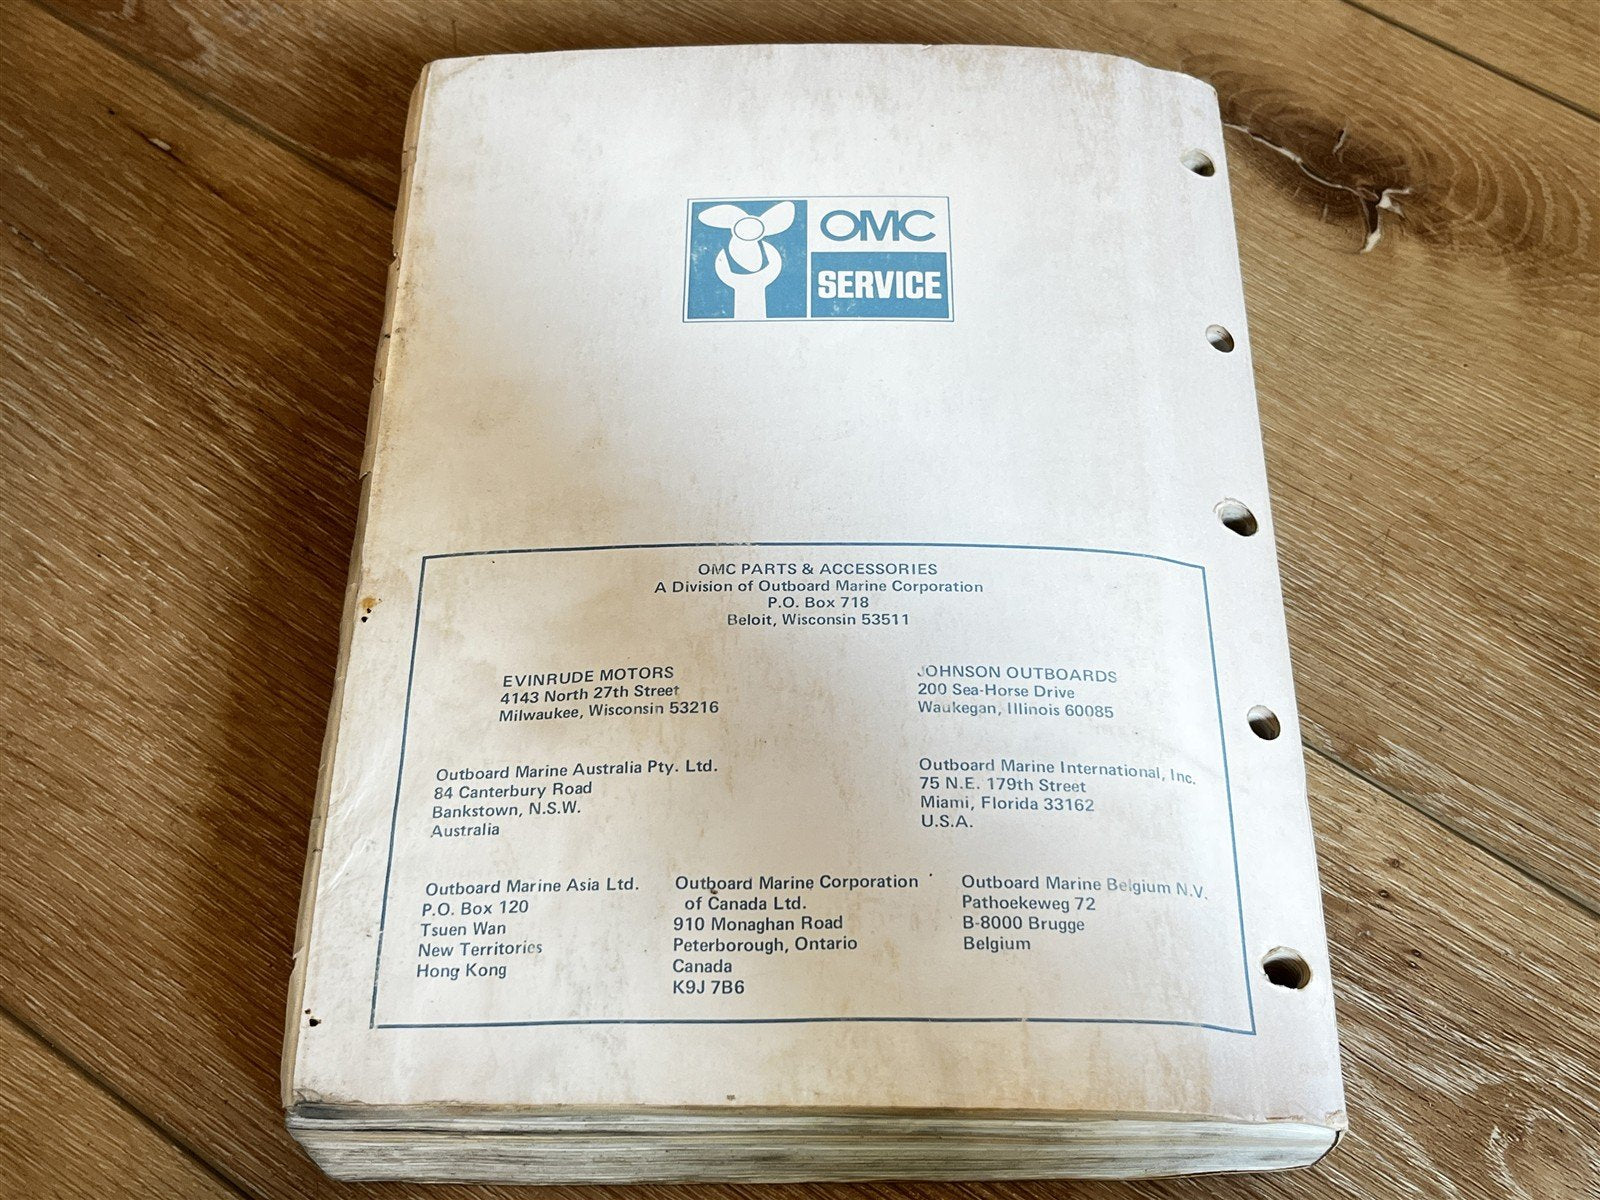 OMC
SERVICE
OMC PARTS & ACCESSORIES
A Division of Outboard Marine Corporation
P.O. Box 718
Beloit, Wisconsin 53511
EVINRUDE MOTORS
4143 North 27th Street
Milwaukee, Wisconsin 53216
JOHNSON OUTBOARDS
200 Sea-Horse Drive
Waukegan, Illinois 60085
Outboard Marine Australia Pty. Ltd.
84 Canterbury Road
Bankstown, N.S.W.
Australia
Outboard Marine International, Inc.
75 N.E. 179th Street
Miami, Florida 33162
U.S.A.
Outboard Marine Asia Ltd.
P.O. Box 120
Tsuen Wan
New Territories
Hong Kong
Outboard Marine Corporation
of Canada Ltd.
910 Monaghan Road
Peterborough, Ontario
Canada
K9J 7B6
Outboard Marine Belgium N.V.
Pathoekeweg 72
B-8000 Brugge
Belgium